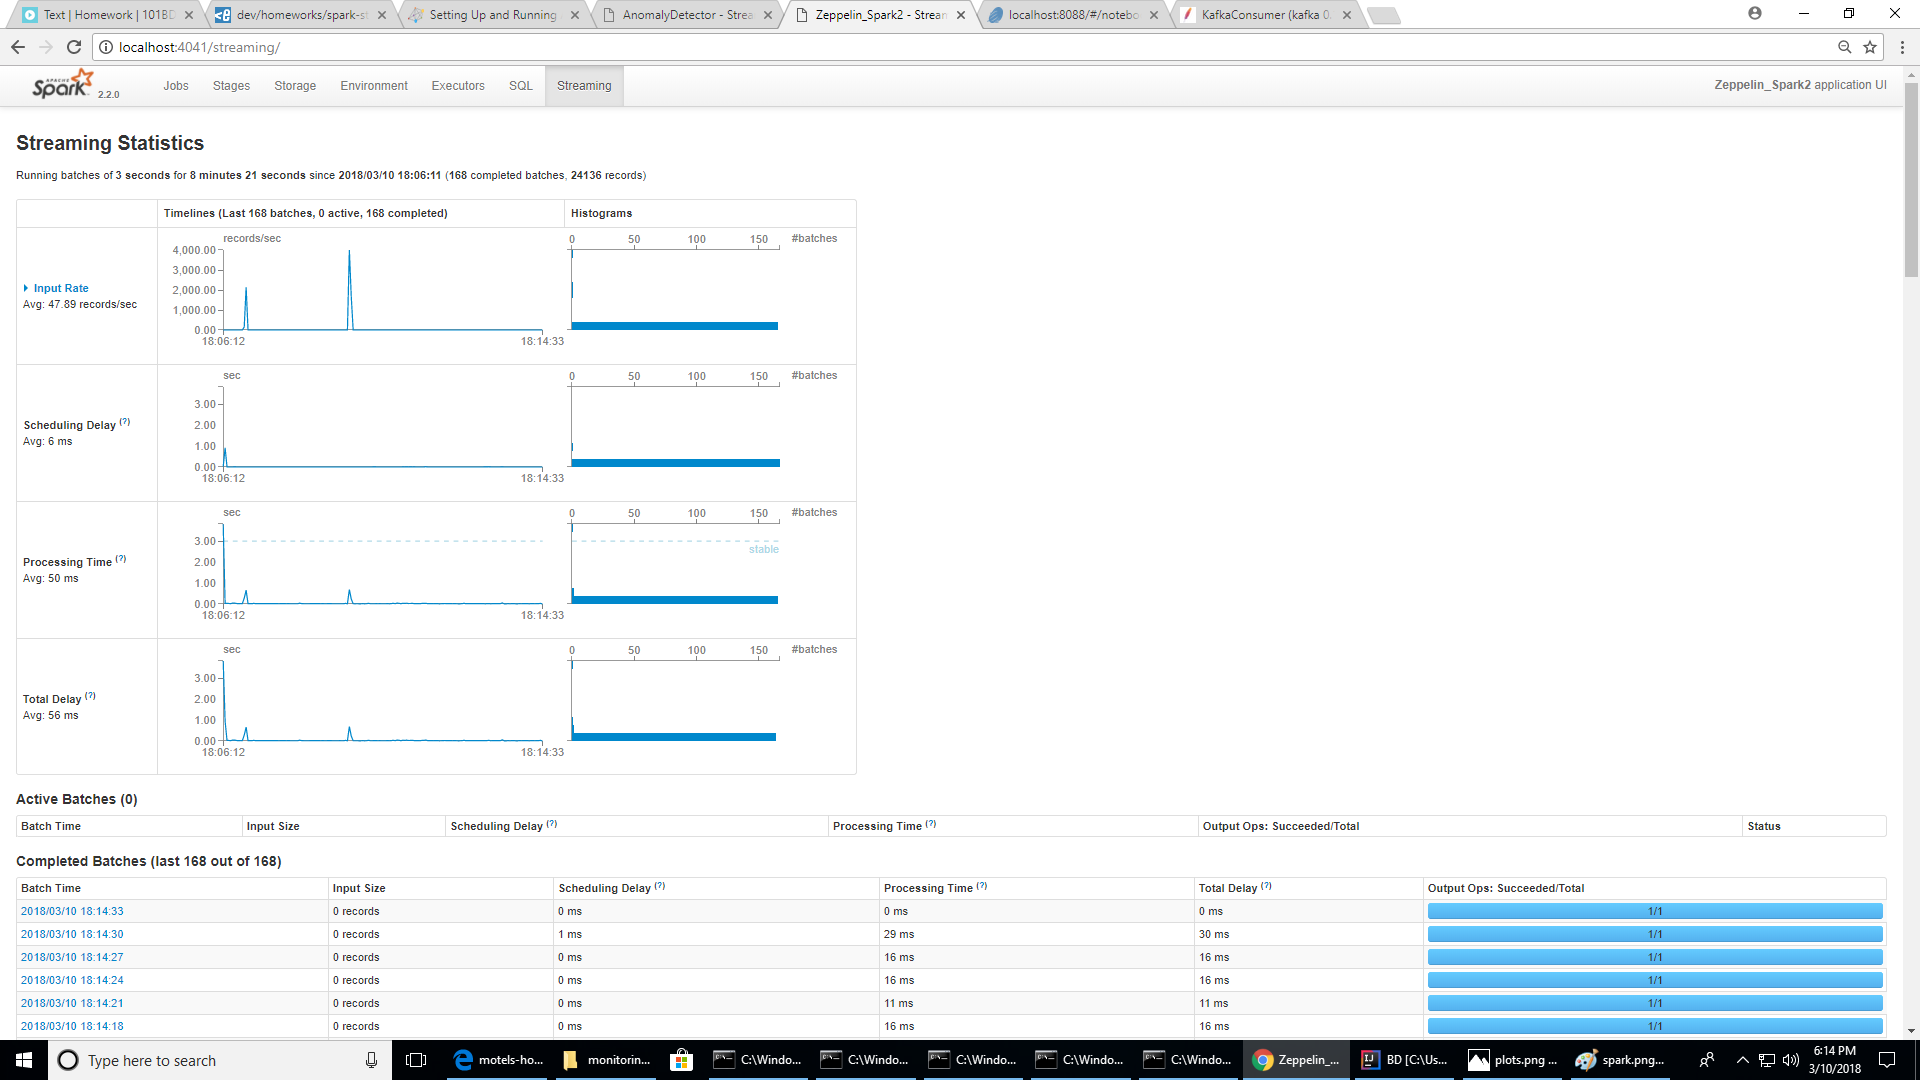 Text | Homework | 101BD
dev/homeworks/spark-st
Setting Up and Running
AnomalyDetector - Strea
Zeppelin_Spark2 - Stream
localhost:8088/#/notebo
KafkaConsumer (kafka 0.
localhost:4041/streaming/
APACHE Spark 2.2.0
Jobs Stages Storage Environment Executors SQL Streaming
Zeppelin_Spark2 application UI
Streaming Statistics
Running batches of 3 seconds for 8 minutes 21 seconds since 2018/03/10 18:06:11 (168 completed batches, 24136 records)
Timelines (Last 168 batches, 0 active, 168 completed) Histograms
Input Rate
Avg: 47.89 records/sec
records/sec
4,000.00
3,000.00
2,000.00
1,000.00
0.00
18:06:12 18:14:33
0 50 100 150 #batches
Scheduling Delay (?)
Avg: 6 ms
sec
3.00
2.00
1.00
0.00
18:06:12 18:14:33
0 50 100 150 #batches
Processing Time (?)
Avg: 50 ms
sec
3.00
2.00
1.00
0.00
18:06:12 18:14:33
0 50 100 150 #batches
stable
Total Delay (?)
Avg: 56 ms
sec
3.00
2.00
1.00
0.00
18:06:12 18:14:33
0 50 100 150 #batches
Active Batches (0)
Batch Time Input Size Scheduling Delay (?) Processing Time (?) Output Ops: Succeeded/Total Status
Completed Batches (last 168 out of 168)
Batch Time Input Size Scheduling Delay (?) Processing Time (?) Total Delay (?) Output Ops: Succeeded/Total
2018/03/10 18:14:33 0 records 0 ms 0 ms 0 ms 1/1
2018/03/10 18:14:30 0 records 1 ms 29 ms 30 ms 1/1
2018/03/10 18:14:27 0 records 0 ms 16 ms 16 ms 1/1
2018/03/10 18:14:24 0 records 0 ms 16 ms 16 ms 1/1
2018/03/10 18:14:21 0 records 0 ms 11 ms 11 ms 1/1
2018/03/10 18:14:18 0 records 0 ms 16 ms 16 ms 1/1
Type here to search
motels-ho...
monitorin...
C:\Windo...
C:\Windo...
C:\Windo...
C:\Windo...
C:\Windo...
Zeppelin_...
BD [C:\Us...
plots.png ...
spark.png...
6:14 PM
3/10/2018